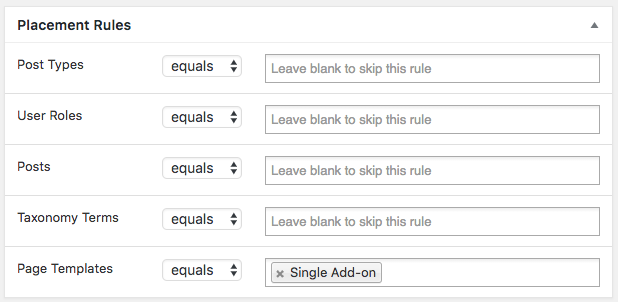 Placement Rules
Post Types equals Leave blank to skip this rule
User Roles equals Leave blank to skip this rule
Posts equals Leave blank to skip this rule
Taxonomy Terms equals Leave blank to skip this rule
Page Templates equals × Single Add-on